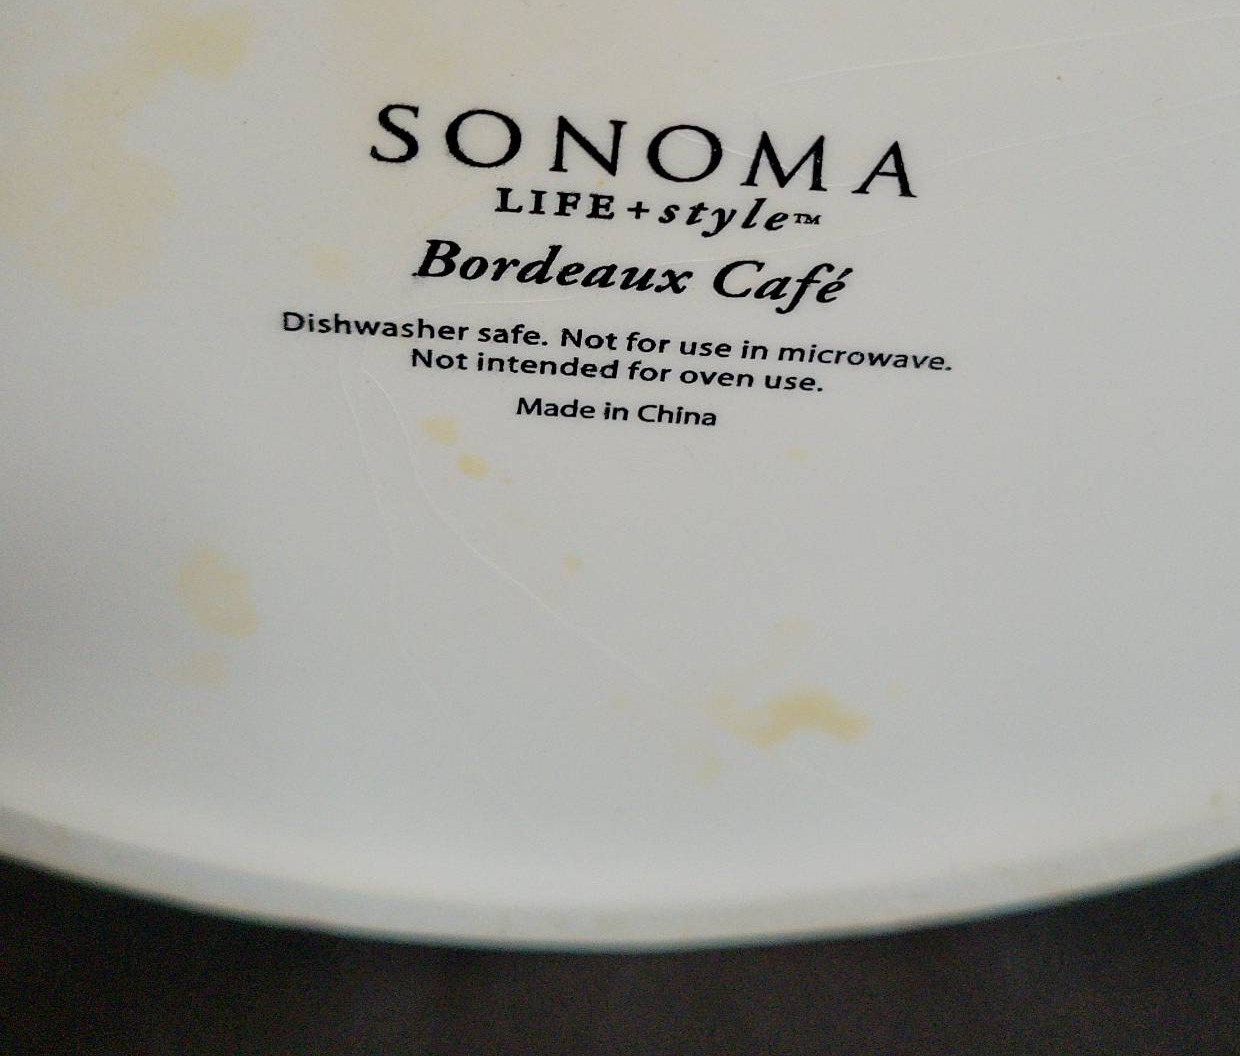 SONOMA
LIFE+style™
Bordeaux Café
Dishwasher safe. Not for use in microwave.
Not intended for oven use.
Made in China